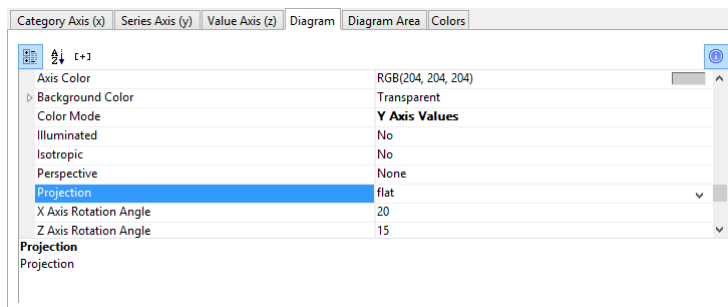 Category Axis (x) Series Axis (y) Value Axis (z) Diagram Diagram Area Colors
Axis Color RGB(204, 204, 204)
Background Color Transparent
Color Mode Y Axis Values
Illuminated No
Isotropic No
Perspective None
Projection flat
X Axis Rotation Angle 20
Z Axis Rotation Angle 15
Projection
Projection